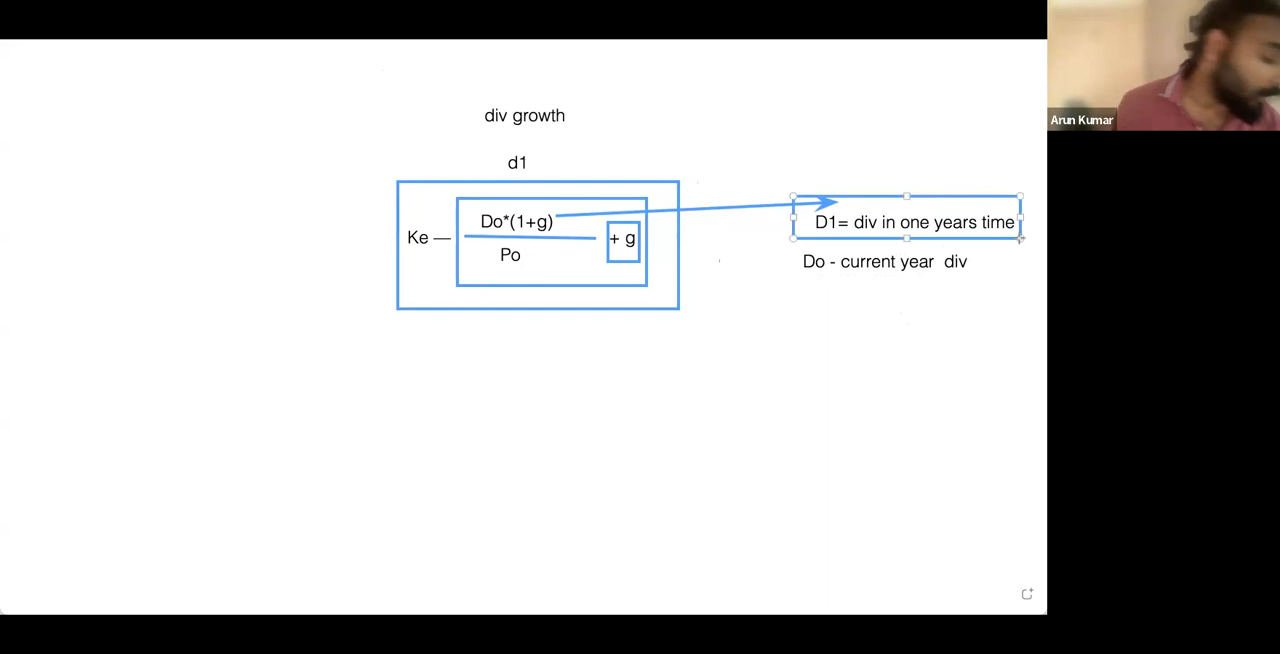 div growth
d1
Do*(1+g)
Ke —
+ g
Po
D1= div in one years time
Do - current year div
Arun Kumar